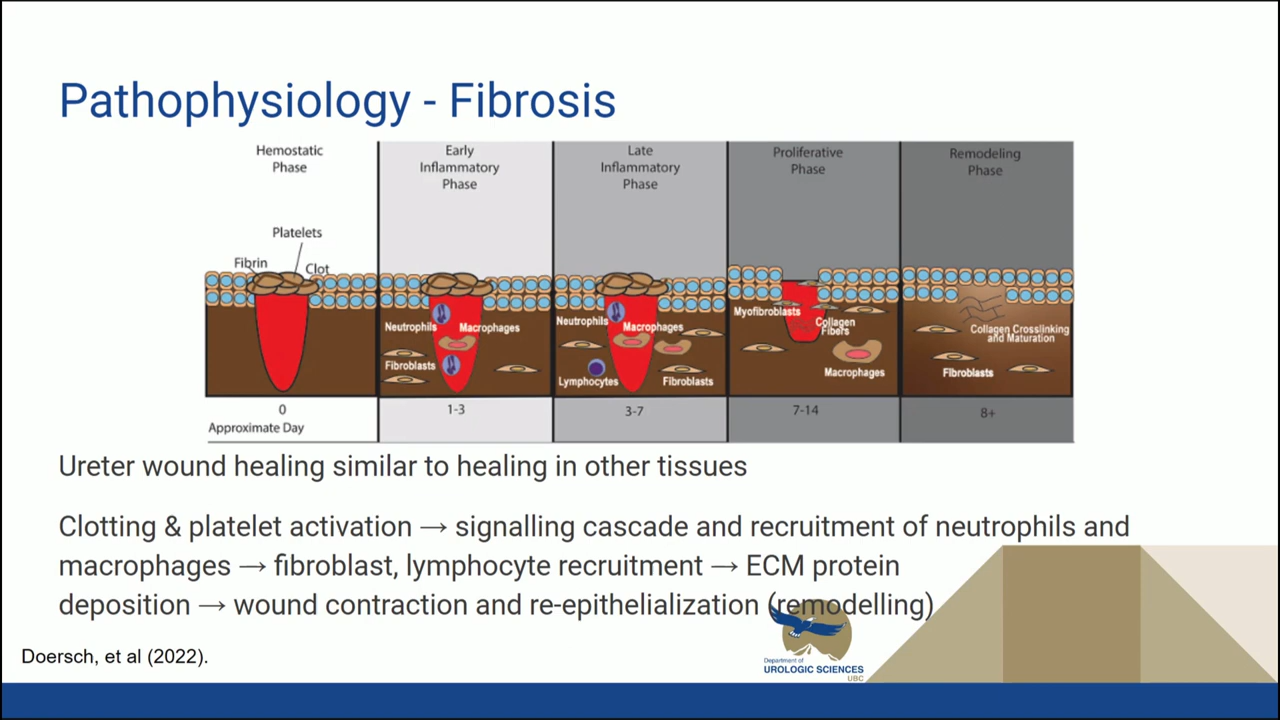 Pathophysiology - Fibrosis
Hemostatic
Phase
Early
Inflammatory
Phase
Late
Inflammatory
Phase
Proliferative
Phase
Remodeling
Phase
Platelets
Fibrin
Clot
Neutrophils
Macrophages
Fibroblasts
Neutrophils
Macrophages
Lymphocytes
Fibroblasts
Myofibroblasts
Collagen
Fibers
Macrophages
Collagen Crosslinking
and Maturation
Fibroblasts
0
1-3
3-7
7-14
8+
Approximate Day
Ureter wound healing similar to healing in other tissues
Clotting & platelet activation → signalling cascade and recruitment of neutrophils and
macrophages → fibroblast, lymphocyte recruitment → ECM protein
deposition → wound contraction and re-epithelialization (remodelling)
Doersch, et al (2022).
Department of
UROLOGIC SCIENCES
UBC